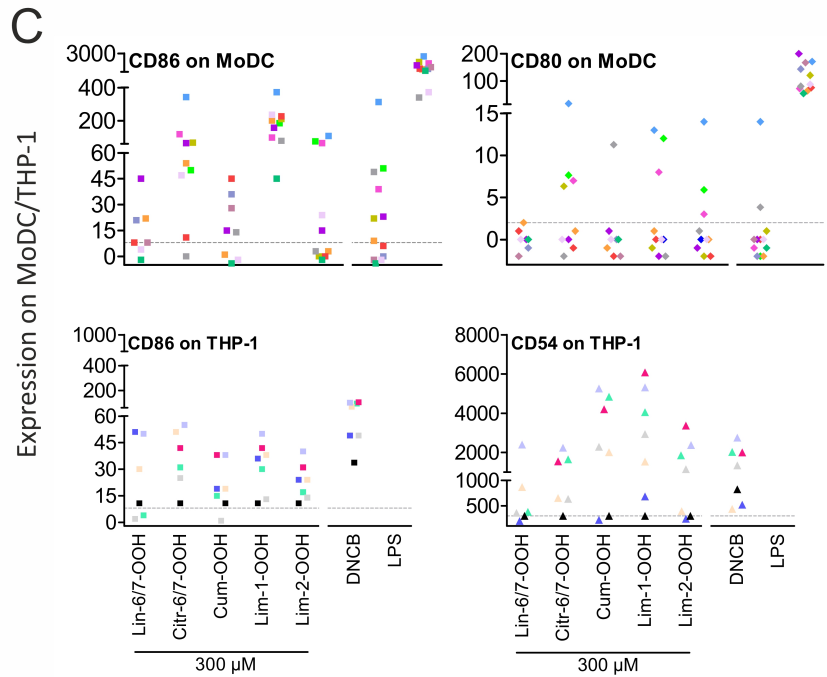 C
Expression on MoDC/THP-1
CD86 on MoDC
3000
400
200
60
45
30
15
0
CD80 on MoDC
200
100
15
10
5
0
CD86 on THP-1
1000
400
200
60
45
30
15
0
CD54 on THP-1
8000
6000
4000
2000
1000
500
Lin-6/7-OOH
Citr-6/7-OOH
Cum-OOH
Lim-1-OOH
Lim-2-OOH
DNCB
LPS
300 µM
Lin-6/7-OOH
Citr-6/7-OOH
Cum-OOH
Lim-1-OOH
Lim-2-OOH
DNCB
LPS
300 µM